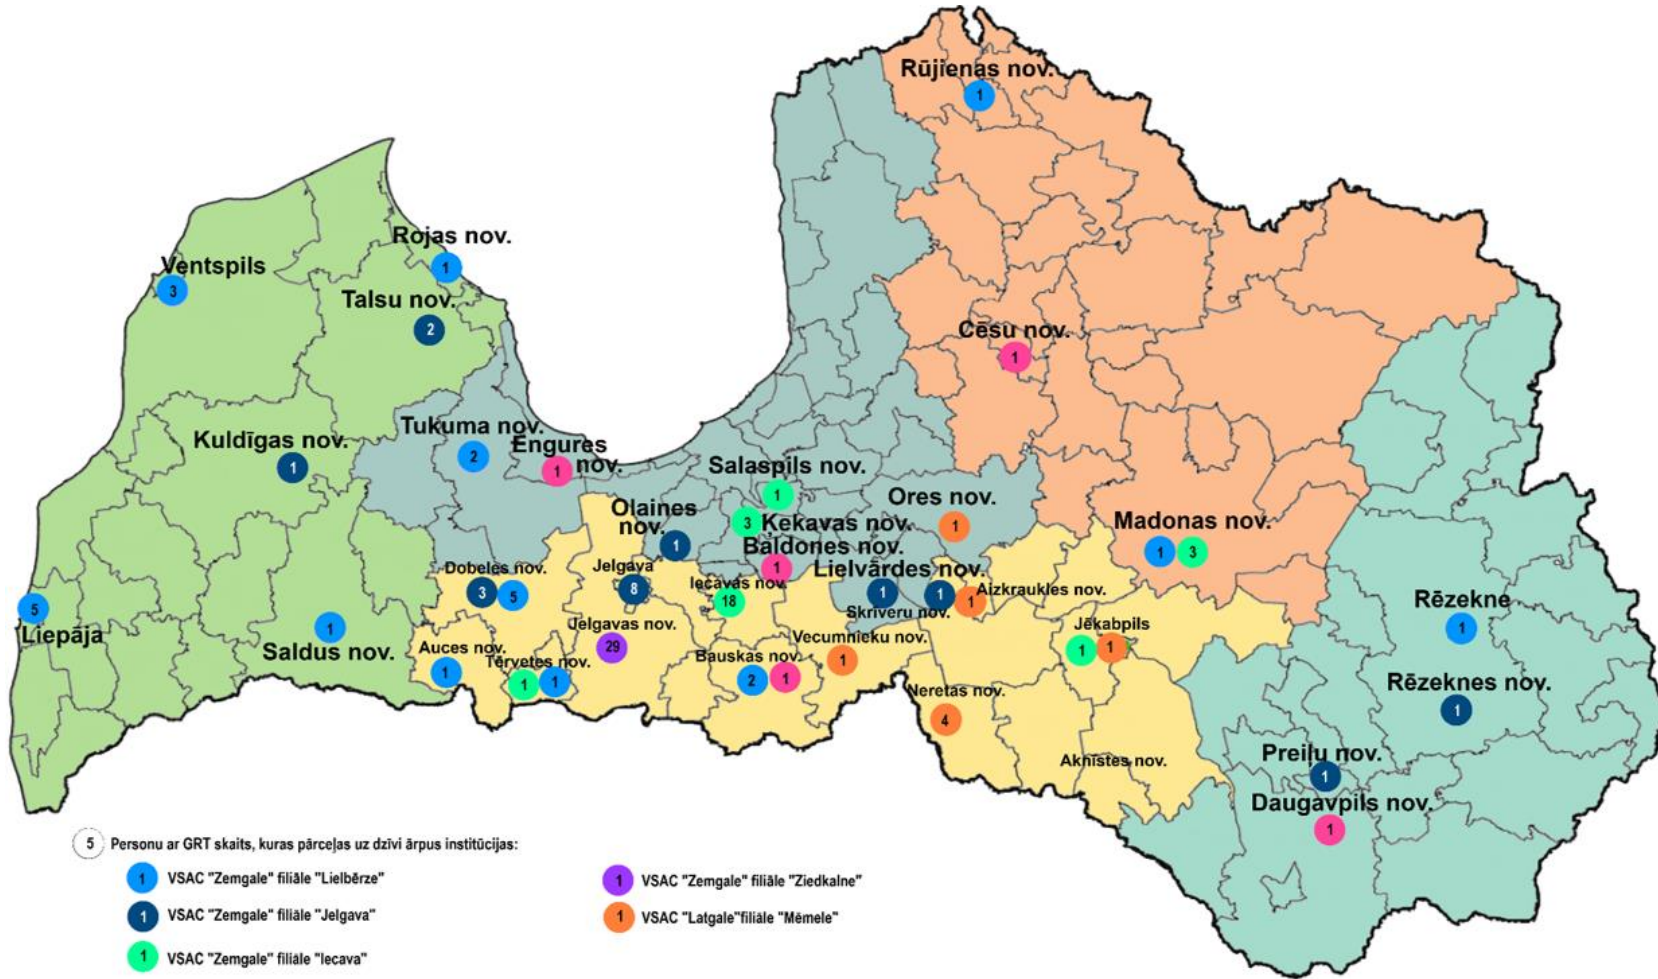 Rūjienas nov.
1
Rojas nov.
1
Ventspils
3
Talsu nov.
2
Cēsu nov.
1
Kuldīgas nov.
1
Tukuma nov.
2
Engures
nov.
1
Salaspils nov.
1
Olaines
nov.
1
3
Ķekavas nov.
Ores nov.
1
Madonas nov.
1
3
Baldones nov.
1
Lielvārdes nov.
1
1
Skrīveru nov.
1
Aizkraukles nov.
Dobeles nov.
3
5
Jelgava
8
Iecavas nov.
18
5
Liepāja
1
Saldus nov.
Auces nov.
1
Tērvetes nov.
1
1
Jelgavas nov.
29
Bauskas nov.
2
1
Vecumnieku nov.
1
Jēkabpils
1
1
Rēzekne
1
Neretas nov.
4
Rēzeknes nov.
1
Aknīstes nov.
Preiļu nov.
1
Daugavpils nov.
1
5 Personu ar GRT skaits, kuras pārceļas uz dzīvi ārpus institūcijas:
1 VSAC "Zemgale" filiāle "Lielbērze"
1 VSAC "Zemgale" filiāle "Jelgava"
1 VSAC "Zemgale" filiāle "Iecava"
1 VSAC "Zemgale" filiāle "Ziedkalne"
1 VSAC "Latgale"filiāle "Mēmele"